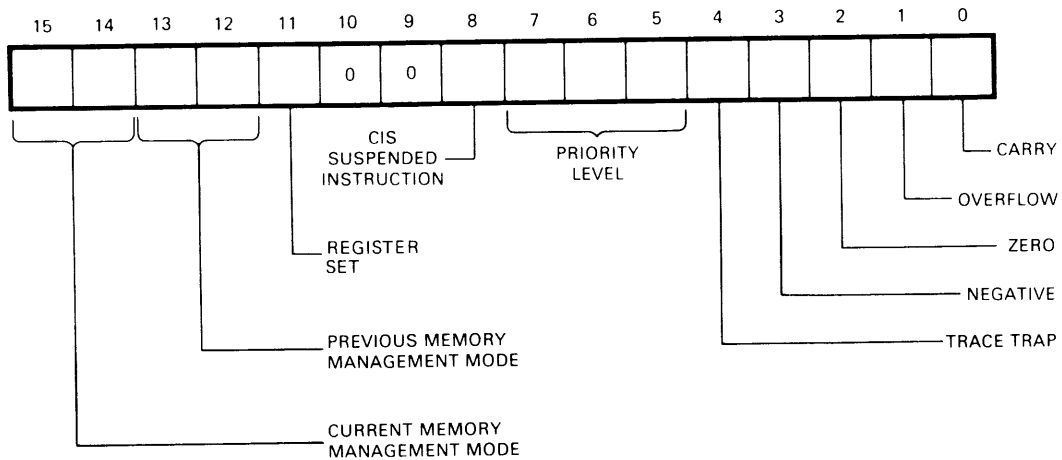 15 14 13 12 11 10 9 8 7 6 5 4 3 2 1 0
0 0
CIS
SUSPENDED
INSTRUCTION
PRIORITY
LEVEL
CARRY
OVERFLOW
REGISTER
SET
ZERO
NEGATIVE
PREVIOUS MEMORY
MANAGEMENT MODE
TRACE TRAP
CURRENT MEMORY
MANAGEMENT MODE